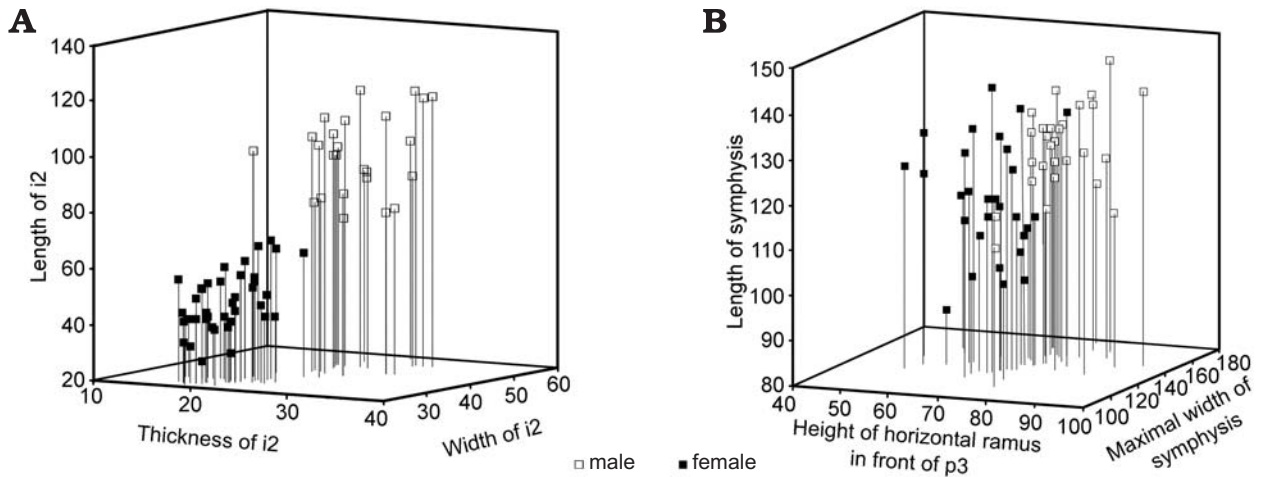 A
140
120
100
80
60
40
20
Length of i2
10
20
30
40
Thickness of i2
30
40
50
60
Width of i2
B
150
140
130
120
110
100
90
80
Length of symphysis
40
50
60
70
80
90
100
Height of horizontal ramus
in front of p3
100
120
140
160
180
Maximal width of
symphysis
male
female